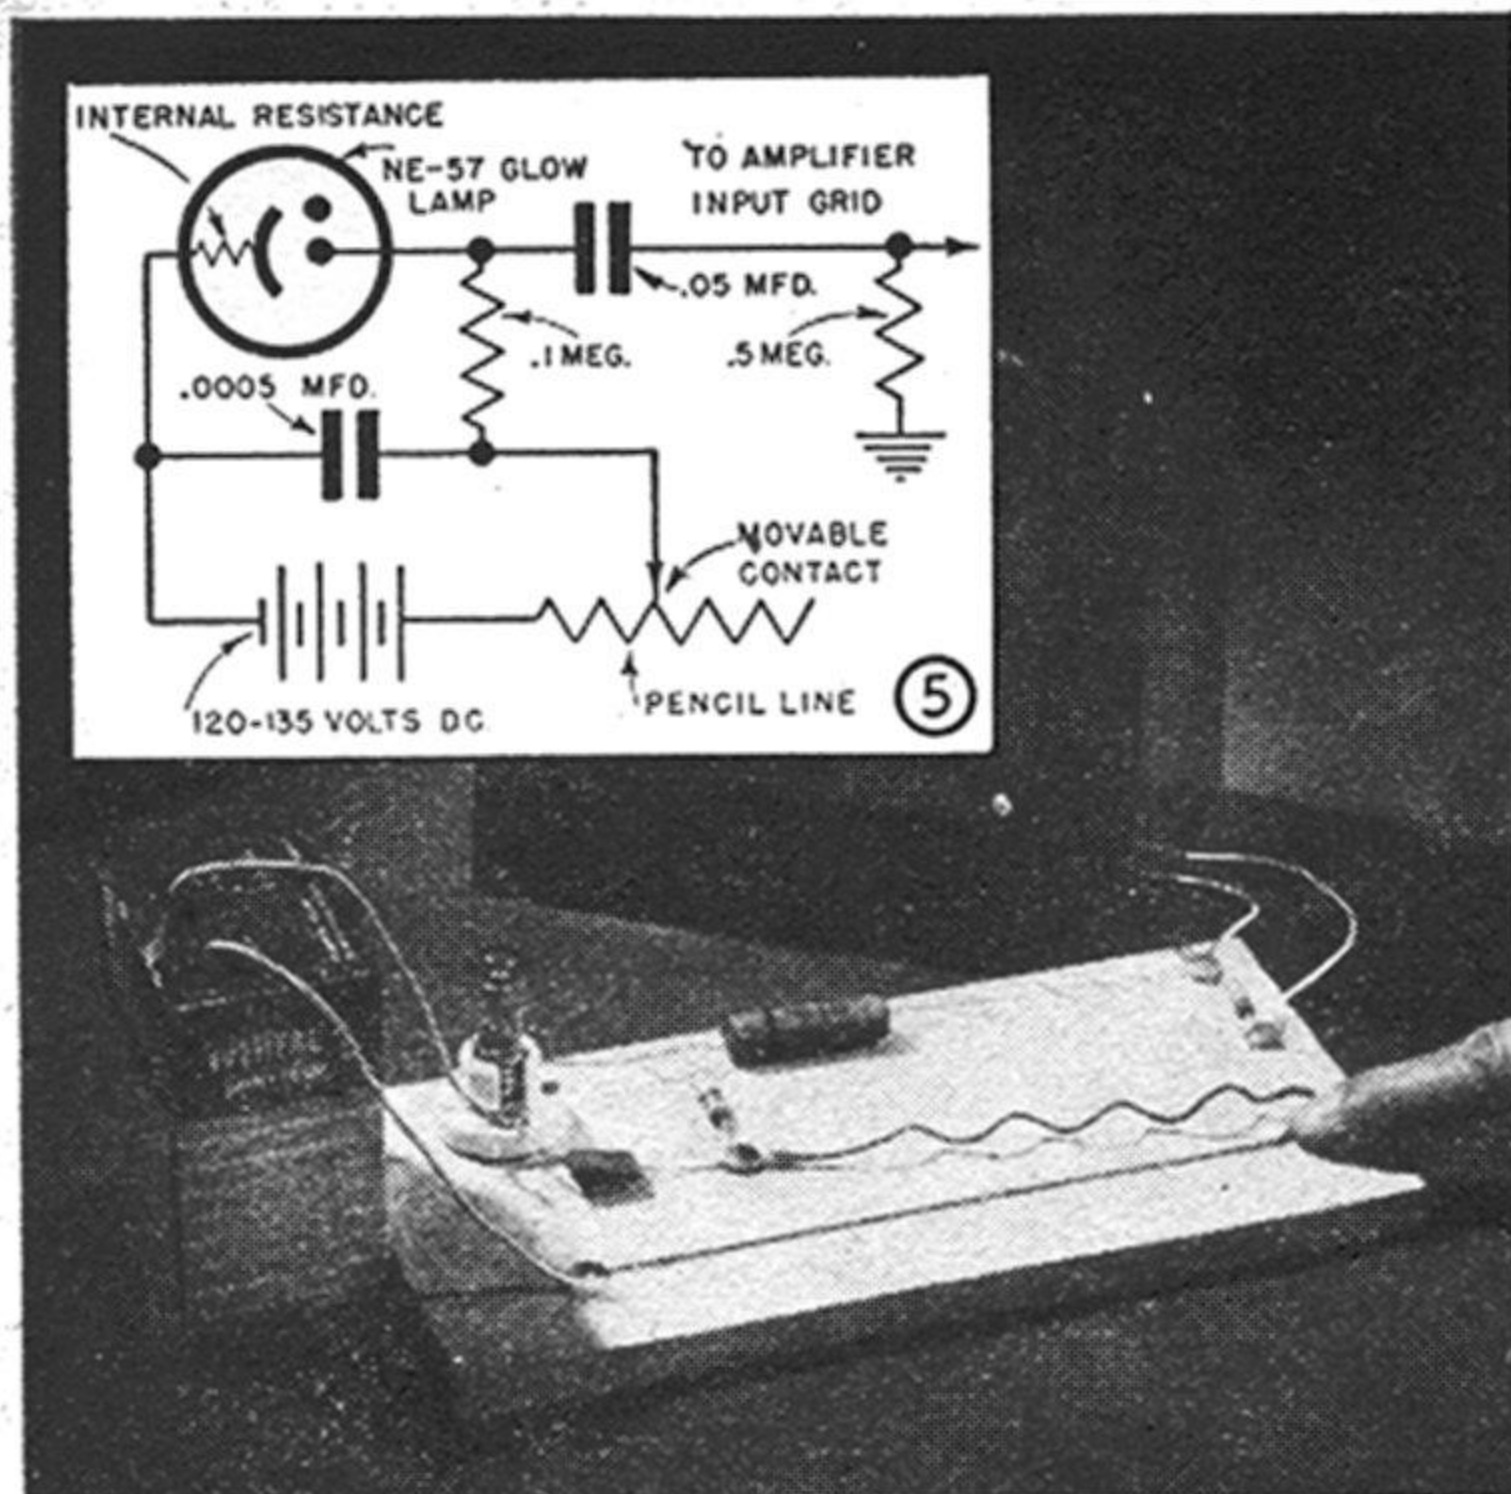 INTERNAL RESISTANCE
NE-57 GLOW
LAMP
TO AMPLIFIER
INPUT GRID
.05 MFD.
.1 MEG.
.5 MEG.
.0005 MFD.
MOVABLE
CONTACT
120-135 VOLTS DC
PENCIL LINE
5